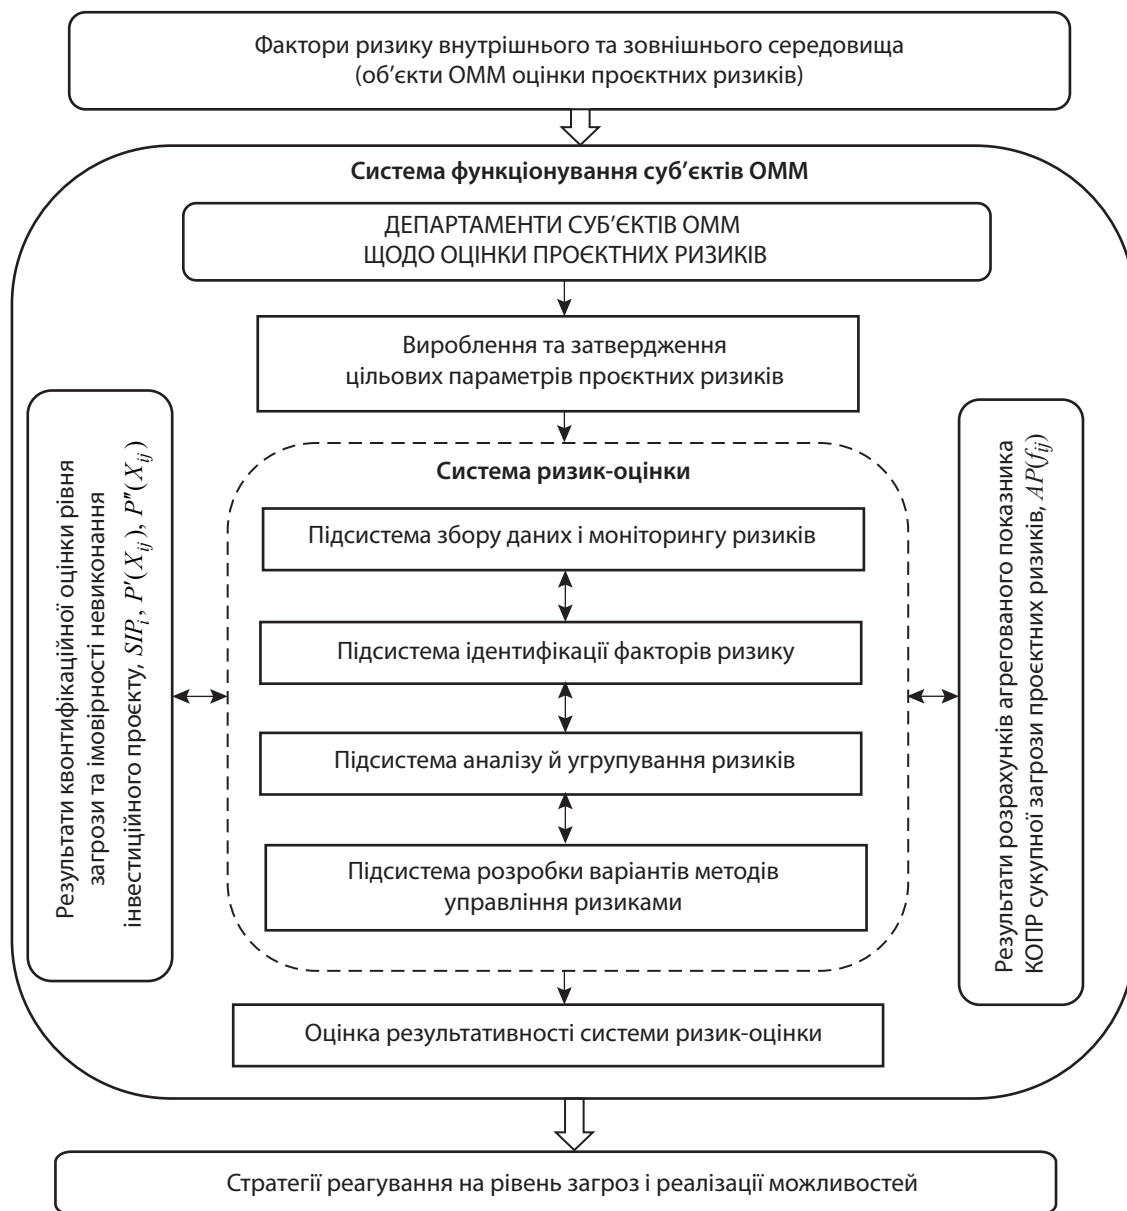 Фактори ризику внутрішнього та зовнішнього середовища
(об’єкти ОММ оцінки проєктних ризиків)
Система функціонування суб’єктів ОММ
ДЕПАРТАМЕНТИ СУБ’ЄКТІВ ОММ
ЩОДО ОЦІНКИ ПРОЄКТНИХ РИЗИКІВ
Вироблення та затвердження
цільових параметрів проєктних ризиків
Результати квонтифікаційної оцінки рівня
загрози та імовірності невиконання
інвестиційного проєкту, SIP_i, P′(X_ij), P″(X_ij)
Система ризик-оцінки
Підсистема збору даних і моніторингу ризиків
Підсистема ідентифікації факторів ризику
Підсистема аналізу й угрупування ризиків
Підсистема розробки варіантів методів
управління ризиками
Результати розрахунків агрегованого показника
КОПР сукупної загрози проєктних ризиків, AP(f_ij)
Оцінка результативності системи ризик-оцінки
Стратегії реагування на рівень загроз і реалізації можливостей